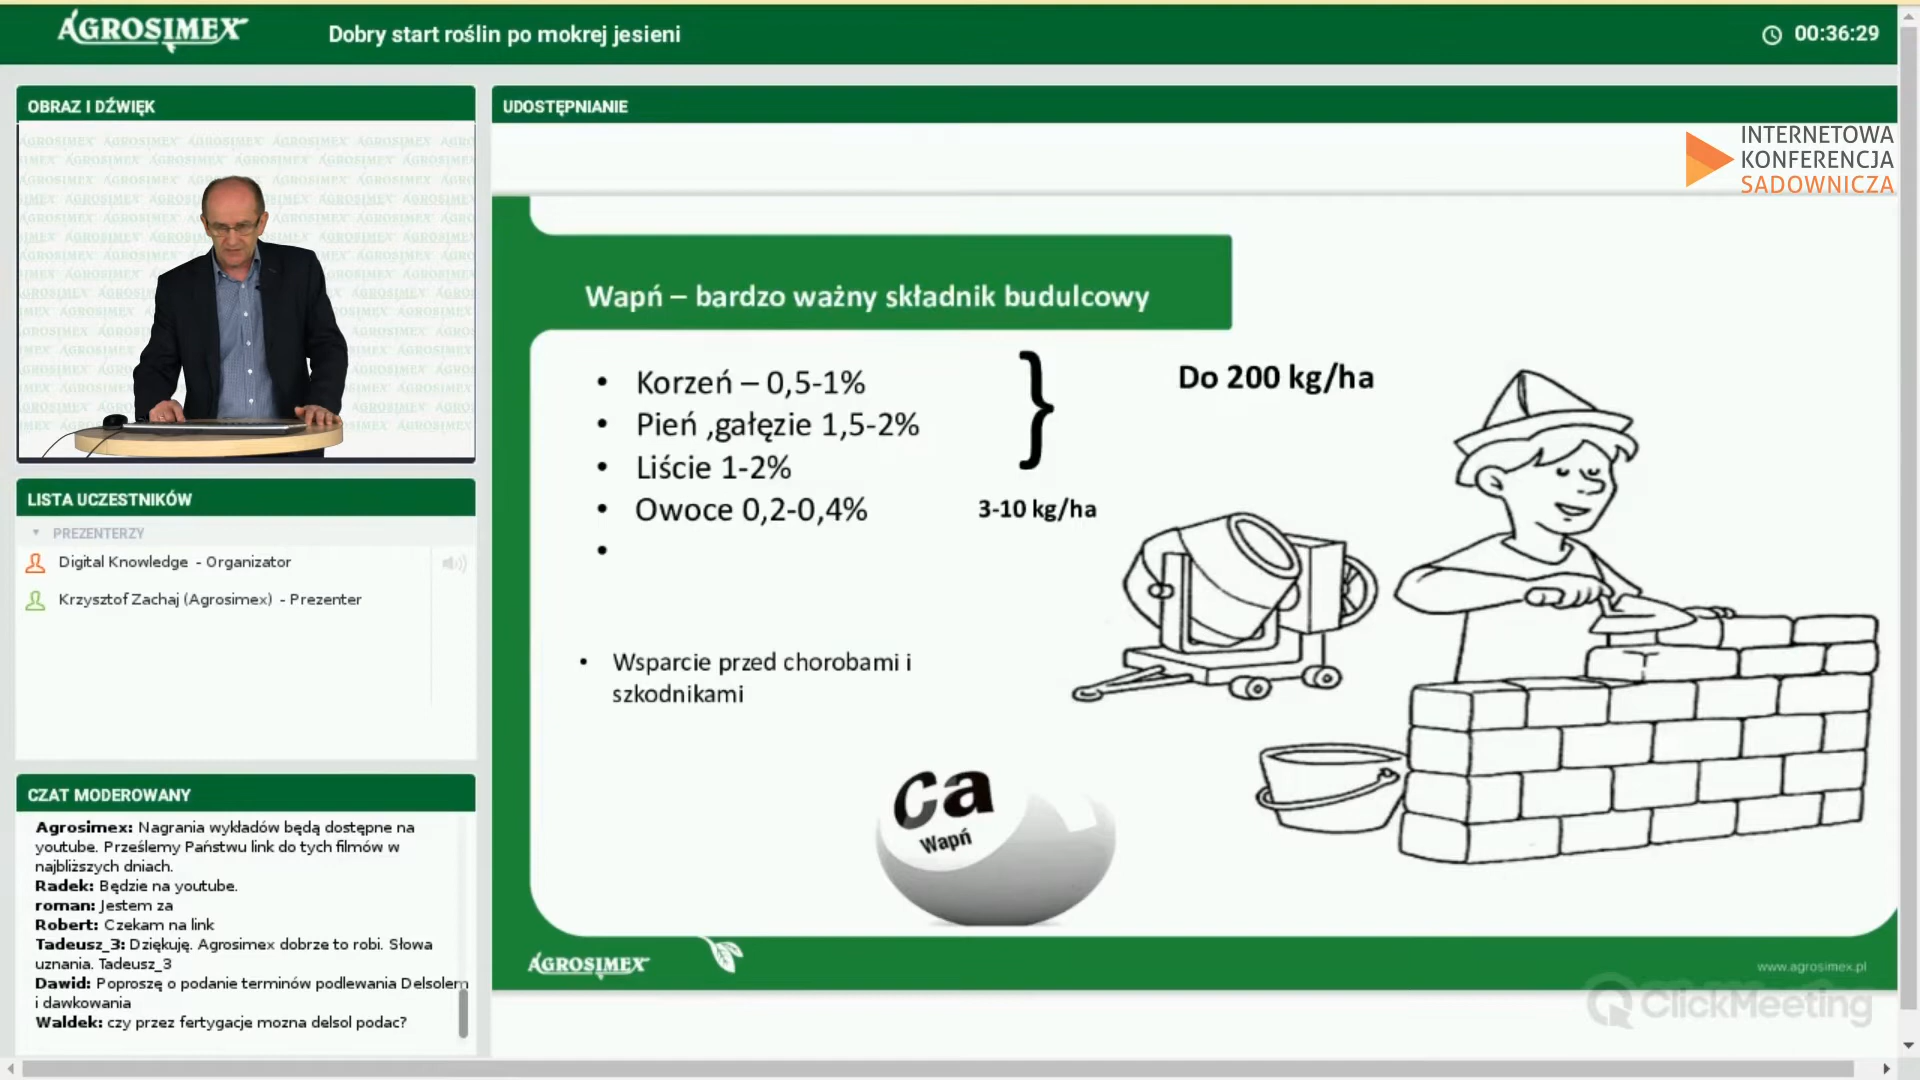 AGROSIMEX
Dobry start roślin po mokrej jesieni
00:36:29
OBRAZ I DŹWIĘK
LISTA UCZESTNIKÓW
PREZENTERZY
Digital Knowledge - Organizator
Krzysztof Zachaj (Agrosimex) - Prezenter
CZAT MODEROWANY
Agrosimex: Nagrania wykładów będą dostępne na
youtube. Prześlemy Państwu link do tych filmów w
najbliższych dniach.
Radek: Będzie na youtube.
roman: Jestem za
Robert: Czekam na link
Tadeusz_3: Dziękuję. Agrosimex dobrze to robi. Słowa
uznania. Tadeusz_3
Dawid: Poproszę o podanie terminów podlewania Delsolem
i dawkowania
Waldek: czy przez fertygacje mozna delsol podac?
UDOSTĘPNIANIE
INTERNETOWA
KONFERENCJA
SADOWNICZA
Wapń – bardzo ważny składnik budulcowy
• Korzeń – 0,5-1%
• Pień ,gałęzie 1,5-2%
• Liście 1-2%
• Owoce 0,2-0,4%
•
}
Do 200 kg/ha
3-10 kg/ha
• Wsparcie przed chorobami i
szkodnikami
Ca
Wapń
AGROSIMEX
www.agrosimex.pl
ClickMeeting